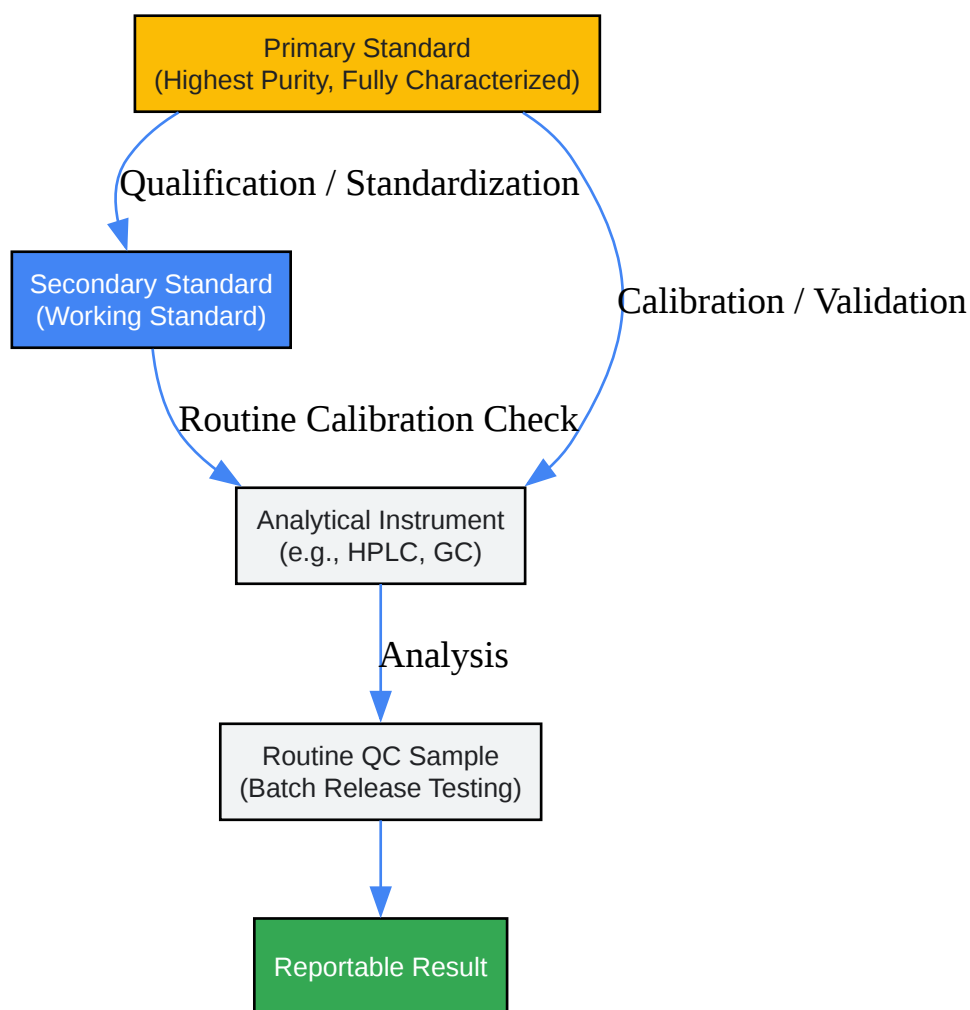 Primary Standard
(Highest Purity, Fully Characterized)
Qualification / Standardization
Secondary Standard
(Working Standard)
Calibration / Validation
Routine Calibration Check
Analytical Instrument
(e.g., HPLC, GC)
Analysis
Routine QC Sample
(Batch Release Testing)
Reportable Result